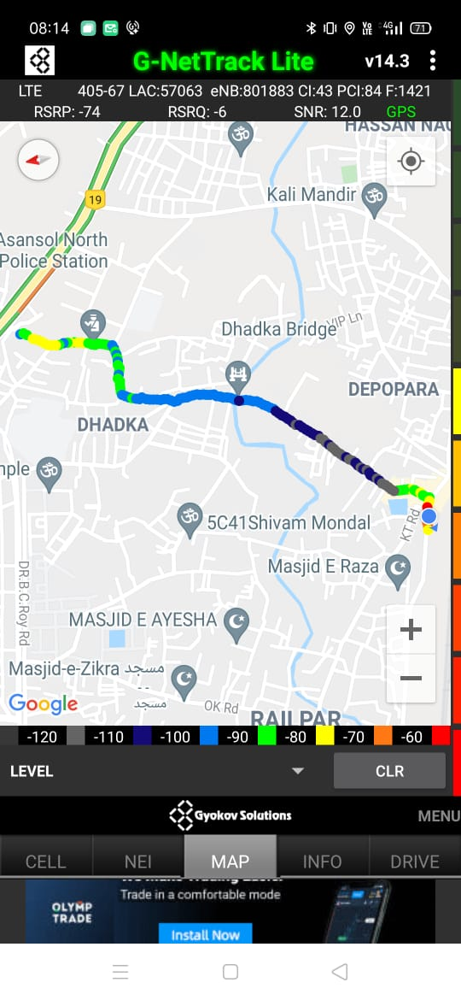 08:14
Vo
LTE
4G
71
G-NetTrack Lite
v14.3
LTE 405-67 LAC:57063 eNB:801883 CI:43 PCI:84 F:1421
RSRP: -74 RSRQ: -6 SNR: 12.0 GPS
HASSAN NAG
Kali Mandir
19
Asansol North
Police Station
VIP Ln
Dhadka Bridge
DEPOPARA
DHADKA
mple
5C41Shivam Mondal
KT Rd
Masjid E Raza
DR.B.C.Roy Rd
MASJID E AYESHA
Masjid-e-Zikra مسجد
مسجد
Google
OK Rd
RAILPAR
-120 -110 -100 -90 -80 -70 -60
LEVEL
CLR
Gyokov Solutions
MENU
CELL NEI MAP INFO DRIVE
OLYMP
TRADE
Trade in a comfortable mode
Install Now